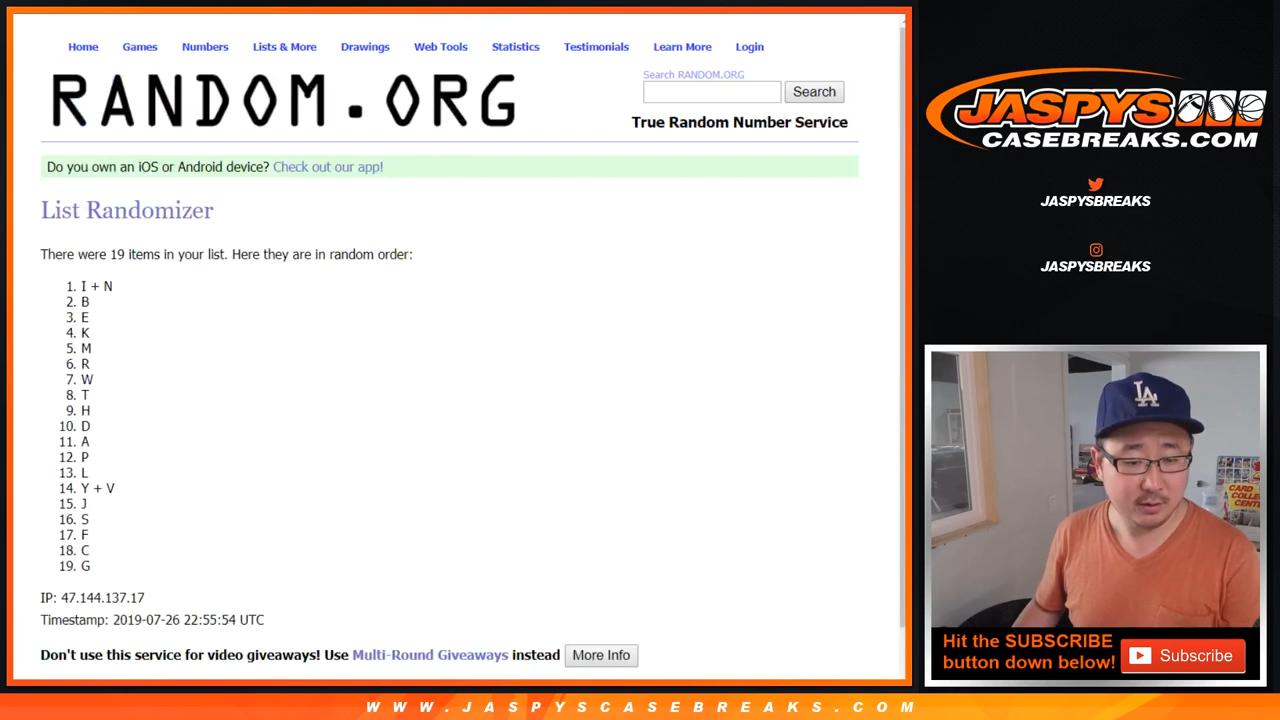 Home Games Numbers Lists & More Drawings Web Tools Statistics Testimonials Learn More Login
RANDOM.ORG
Search RANDOM.ORG
Search
True Random Number Service
Do you own an iOS or Android device? Check out our app!
List Randomizer
There were 19 items in your list. Here they are in random order:
1. I + N
2. B
3. E
4. K
5. M
6. R
7. W
8. T
9. H
10. D
11. A
12. P
13. L
14. Y + V
15. J
16. S
17. F
18. C
19. G
IP: 47.144.137.17
Timestamp: 2019-07-26 22:55:54 UTC
Don't use this service for video giveaways! Use Multi-Round Giveaways instead More Info
JASPYS
CASEBREAKS.COM
JASPYSBREAKS
JASPYSBREAKS
LA
CARD
Hit the SUBSCRIBE
button down below!
Subscribe
WWW.JASPYSCASEBREAKS.COM